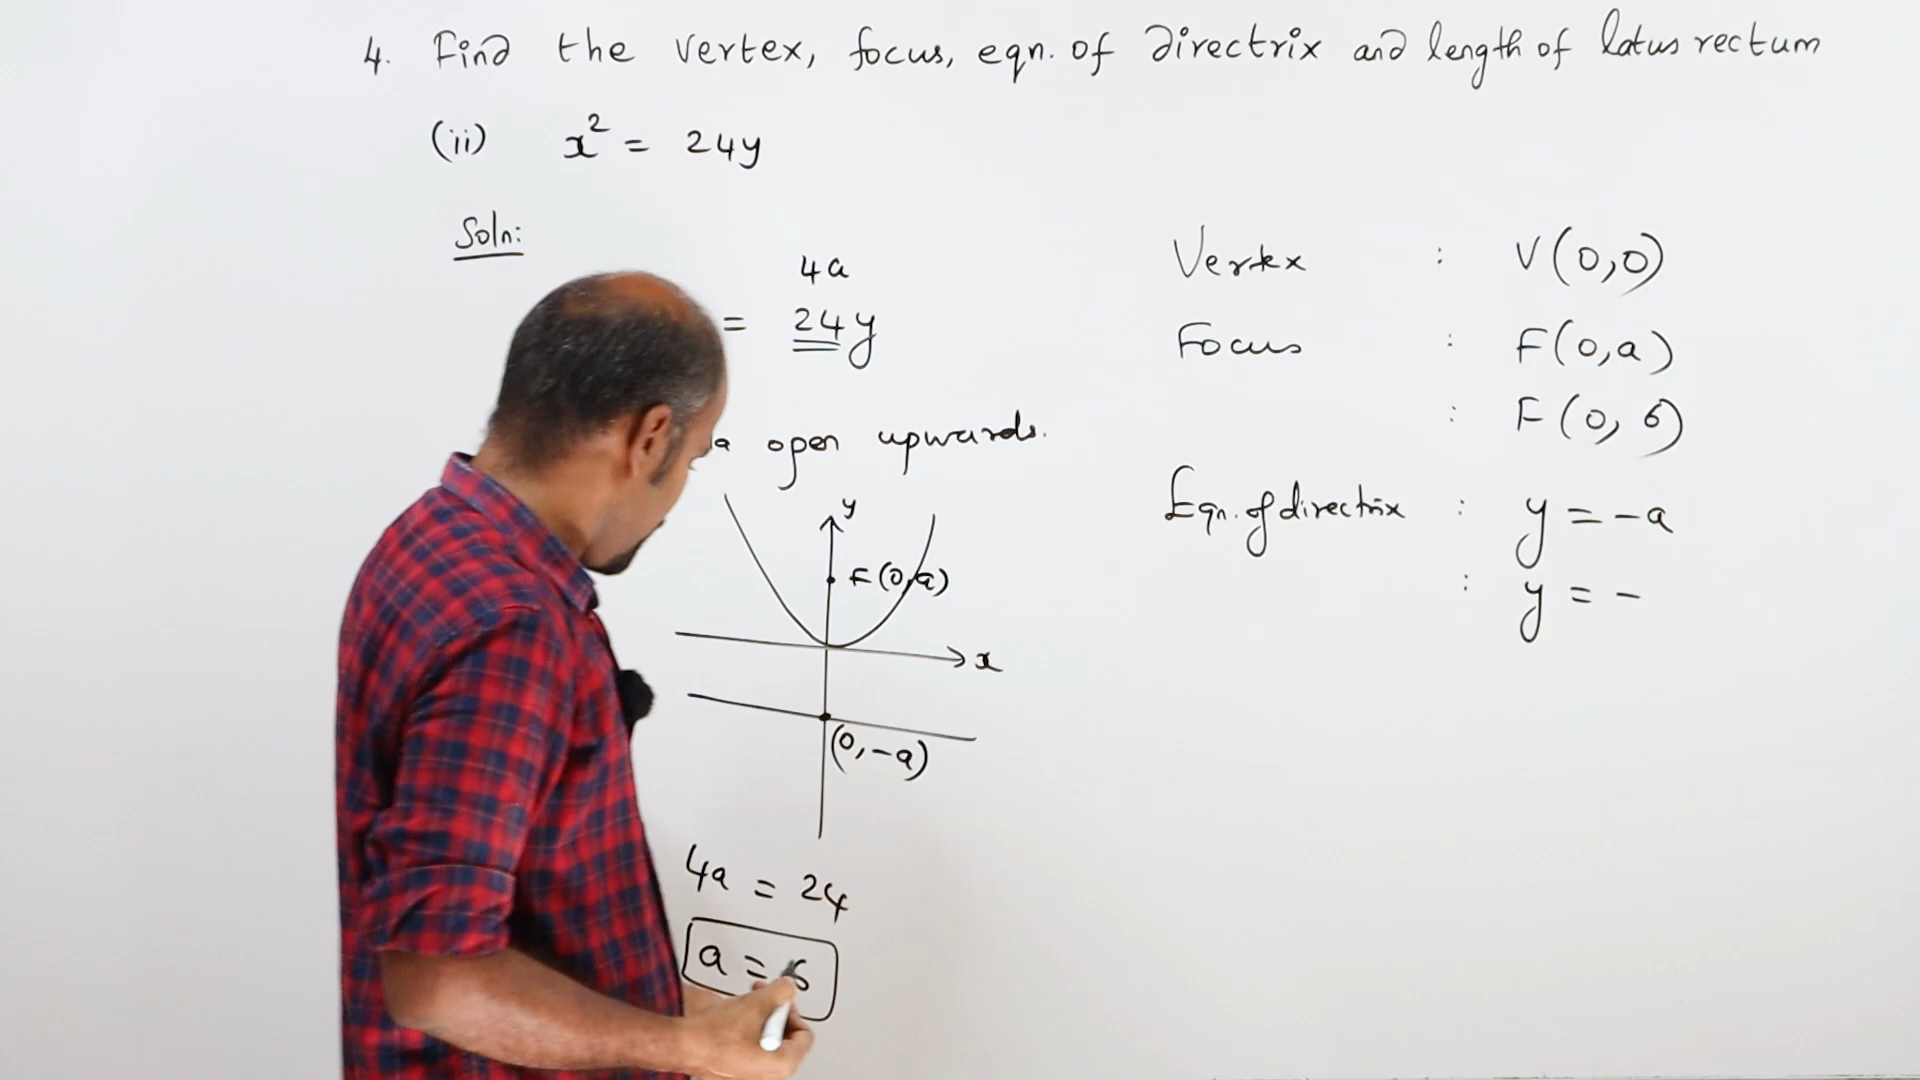 4. Find the vertex, focus, eqn. of directrix and length of latus rectum
(ii) x² = 24y
Soln:
4a
= 24y
open upwards.
y
F(0,a)
x
(0,-a)
4a = 24
a = 6
Vertex : V(0,0)
Focus : F(0,a)
: F(0, 6)
Eqn. of directrix : y = -a
: y = -